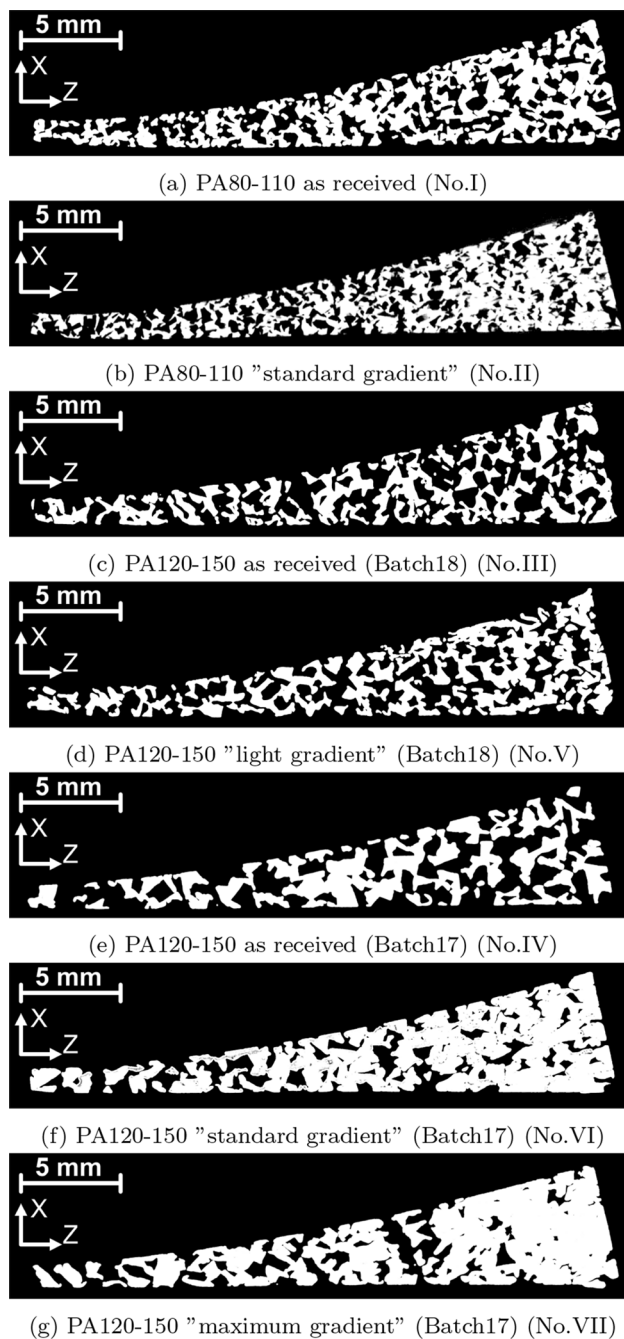 5 mm
X
Z
(a) PA80-110 as received (No.I)
5 mm
X
Z
(b) PA80-110 "standard gradient" (No.II)
5 mm
X
Z
(c) PA120-150 as received (Batch18) (No.III)
5 mm
X
Z
(d) PA120-150 "light gradient" (Batch18) (No.V)
5 mm
X
Z
(e) PA120-150 as received (Batch17) (No.IV)
5 mm
X
Z
(f) PA120-150 "standard gradient" (Batch17) (No.VI)
5 mm
X
Z
(g) PA120-150 "maximum gradient" (Batch17) (No.VII)